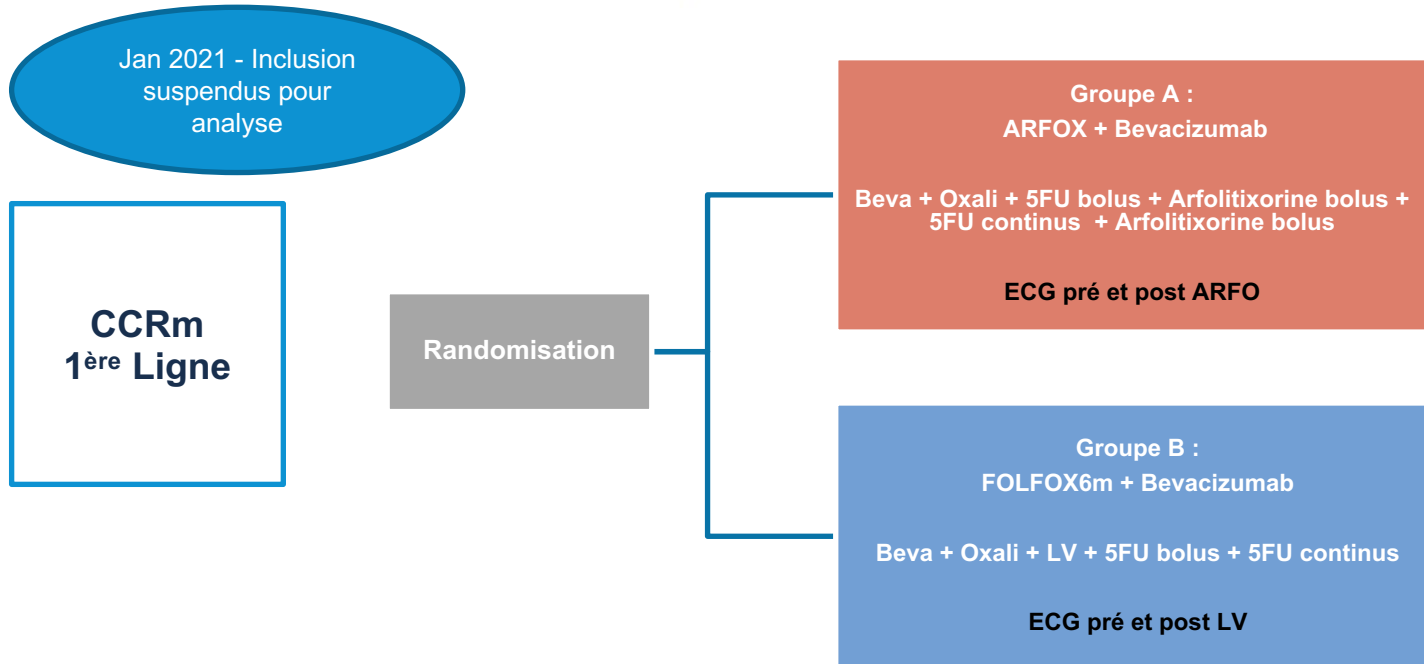 Jan 2021 - Inclusion
suspendus pour
analyse
CCRm
1ère Ligne
Randomisation
Groupe A :
ARFOX + Bevacizumab
Beva + Oxali + 5FU bolus + Arfolitixorine bolus +
5FU continus + Arfolitixorine bolus
ECG pré et post ARFO
Groupe B :
FOLFOX6m + Bevacizumab
Beva + Oxali + LV + 5FU bolus + 5FU continus
ECG pré et post LV